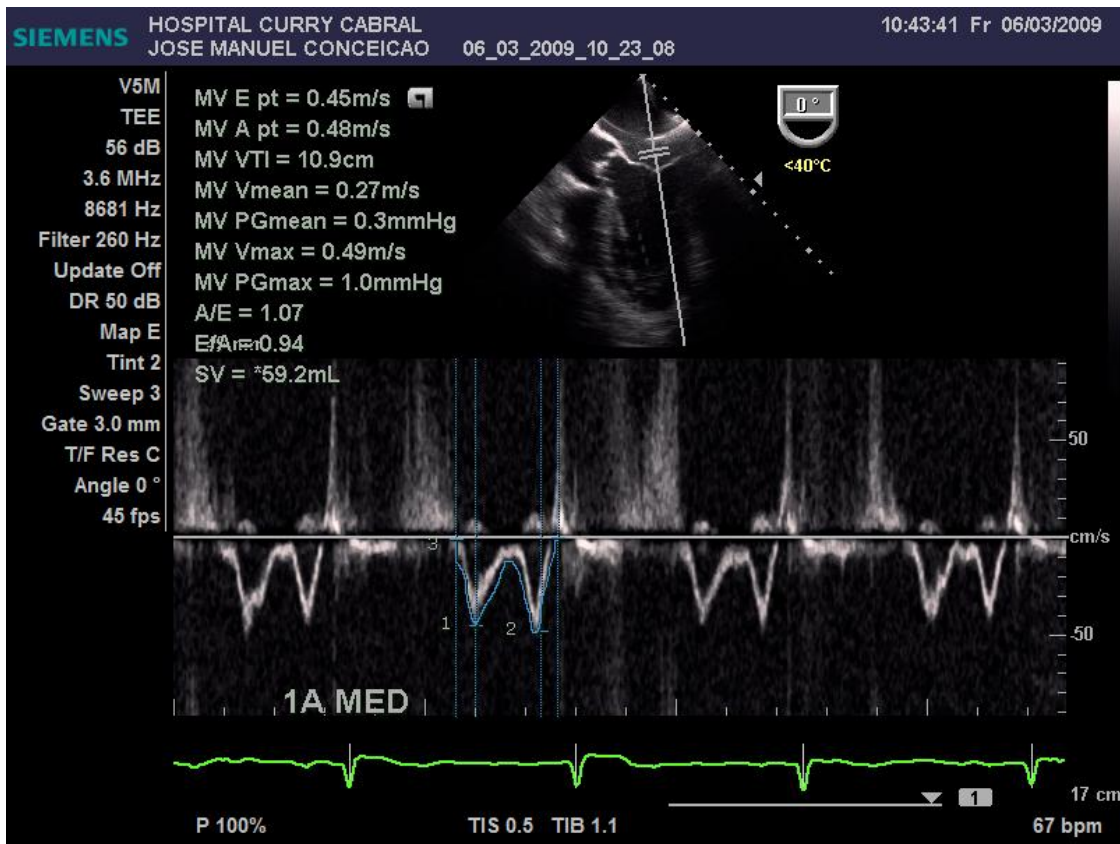 SIEMENS
HOSPITAL CURRY CABRAL
JOSE MANUEL CONCEICAO 06_03_2009_10_23_08
10:43:41 Fr 06/03/2009
V5M
TEE
56 dB
3.6 MHz
8681 Hz
Filter 260 Hz
Update Off
DR 50 dB
Map E
Tint 2
Sweep 3
Gate 3.0 mm
T/F Res C
Angle 0 °
45 fps
MV E pt = 0.45m/s
MV A pt = 0.48m/s
MV VTI = 10.9cm
MV Vmean = 0.27m/s
MV PGmean = 0.3mmHg
MV Vmax = 0.49m/s
MV PGmax = 1.0mmHg
A/E = 1.07
0.94
SV = *59.2mL
0 °
<40°C
50
cm/s
-50
3
1
2
1A MED
1
17 cm
P 100% TIS 0.5 TIB 1.1 67 bpm